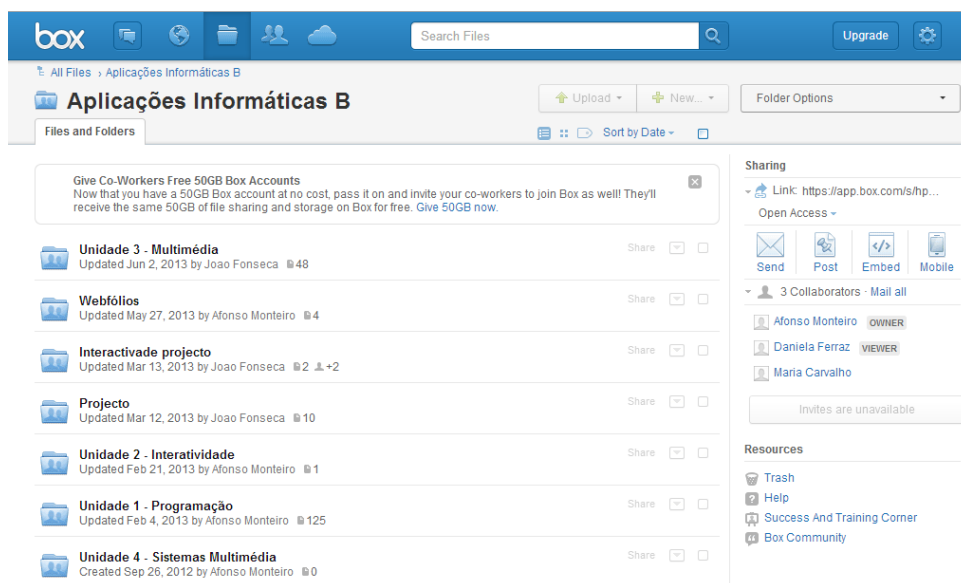 box
Search Files
Upgrade
All Files › Aplicações Informáticas B
Aplicações Informáticas B
Upload
New...
Folder Options
Files and Folders
Sort by Date
Give Co-Workers Free 50GB Box Accounts
Now that you have a 50GB Box account at no cost, pass it on and invite your co-workers to join Box as well! They'll
receive the same 50GB of file sharing and storage on Box for free. Give 50GB now.
Unidade 3 - Multimédia
Updated Jun 2, 2013 by Joao Fonseca 48
Share
Webfólios
Updated May 27, 2013 by Afonso Monteiro 4
Share
Interactivade projecto
Updated Mar 13, 2013 by Joao Fonseca 2 +2
Share
Projecto
Updated Mar 12, 2013 by Joao Fonseca 10
Share
Unidade 2 - Interatividade
Updated Feb 21, 2013 by Afonso Monteiro 1
Share
Unidade 1 - Programação
Updated Feb 4, 2013 by Afonso Monteiro 125
Share
Unidade 4 - Sistemas Multimédia
Created Sep 26, 2012 by Afonso Monteiro 0
Share
Sharing
Link: https://app.box.com/s/hp...
Open Access
Send
Post
Embed
Mobile
3 Collaborators · Mail all
Afonso Monteiro OWNER
Daniela Ferraz VIEWER
Maria Carvalho
Invites are unavailable
Resources
Trash
Help
Success And Training Corner
Box Community